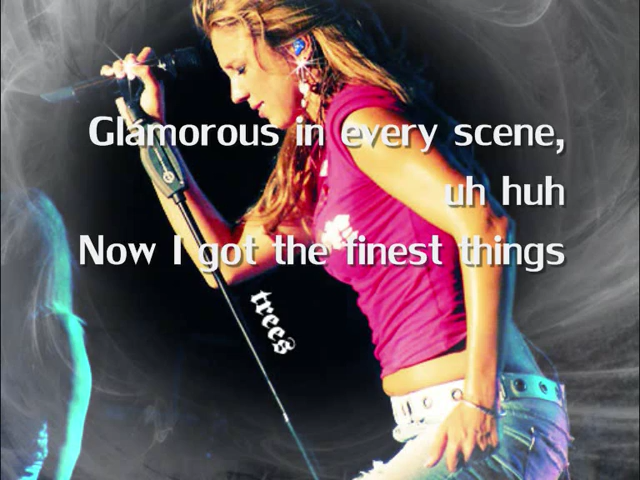 Glamorous in every scene,
uh huh
Now I got the finest things
trees